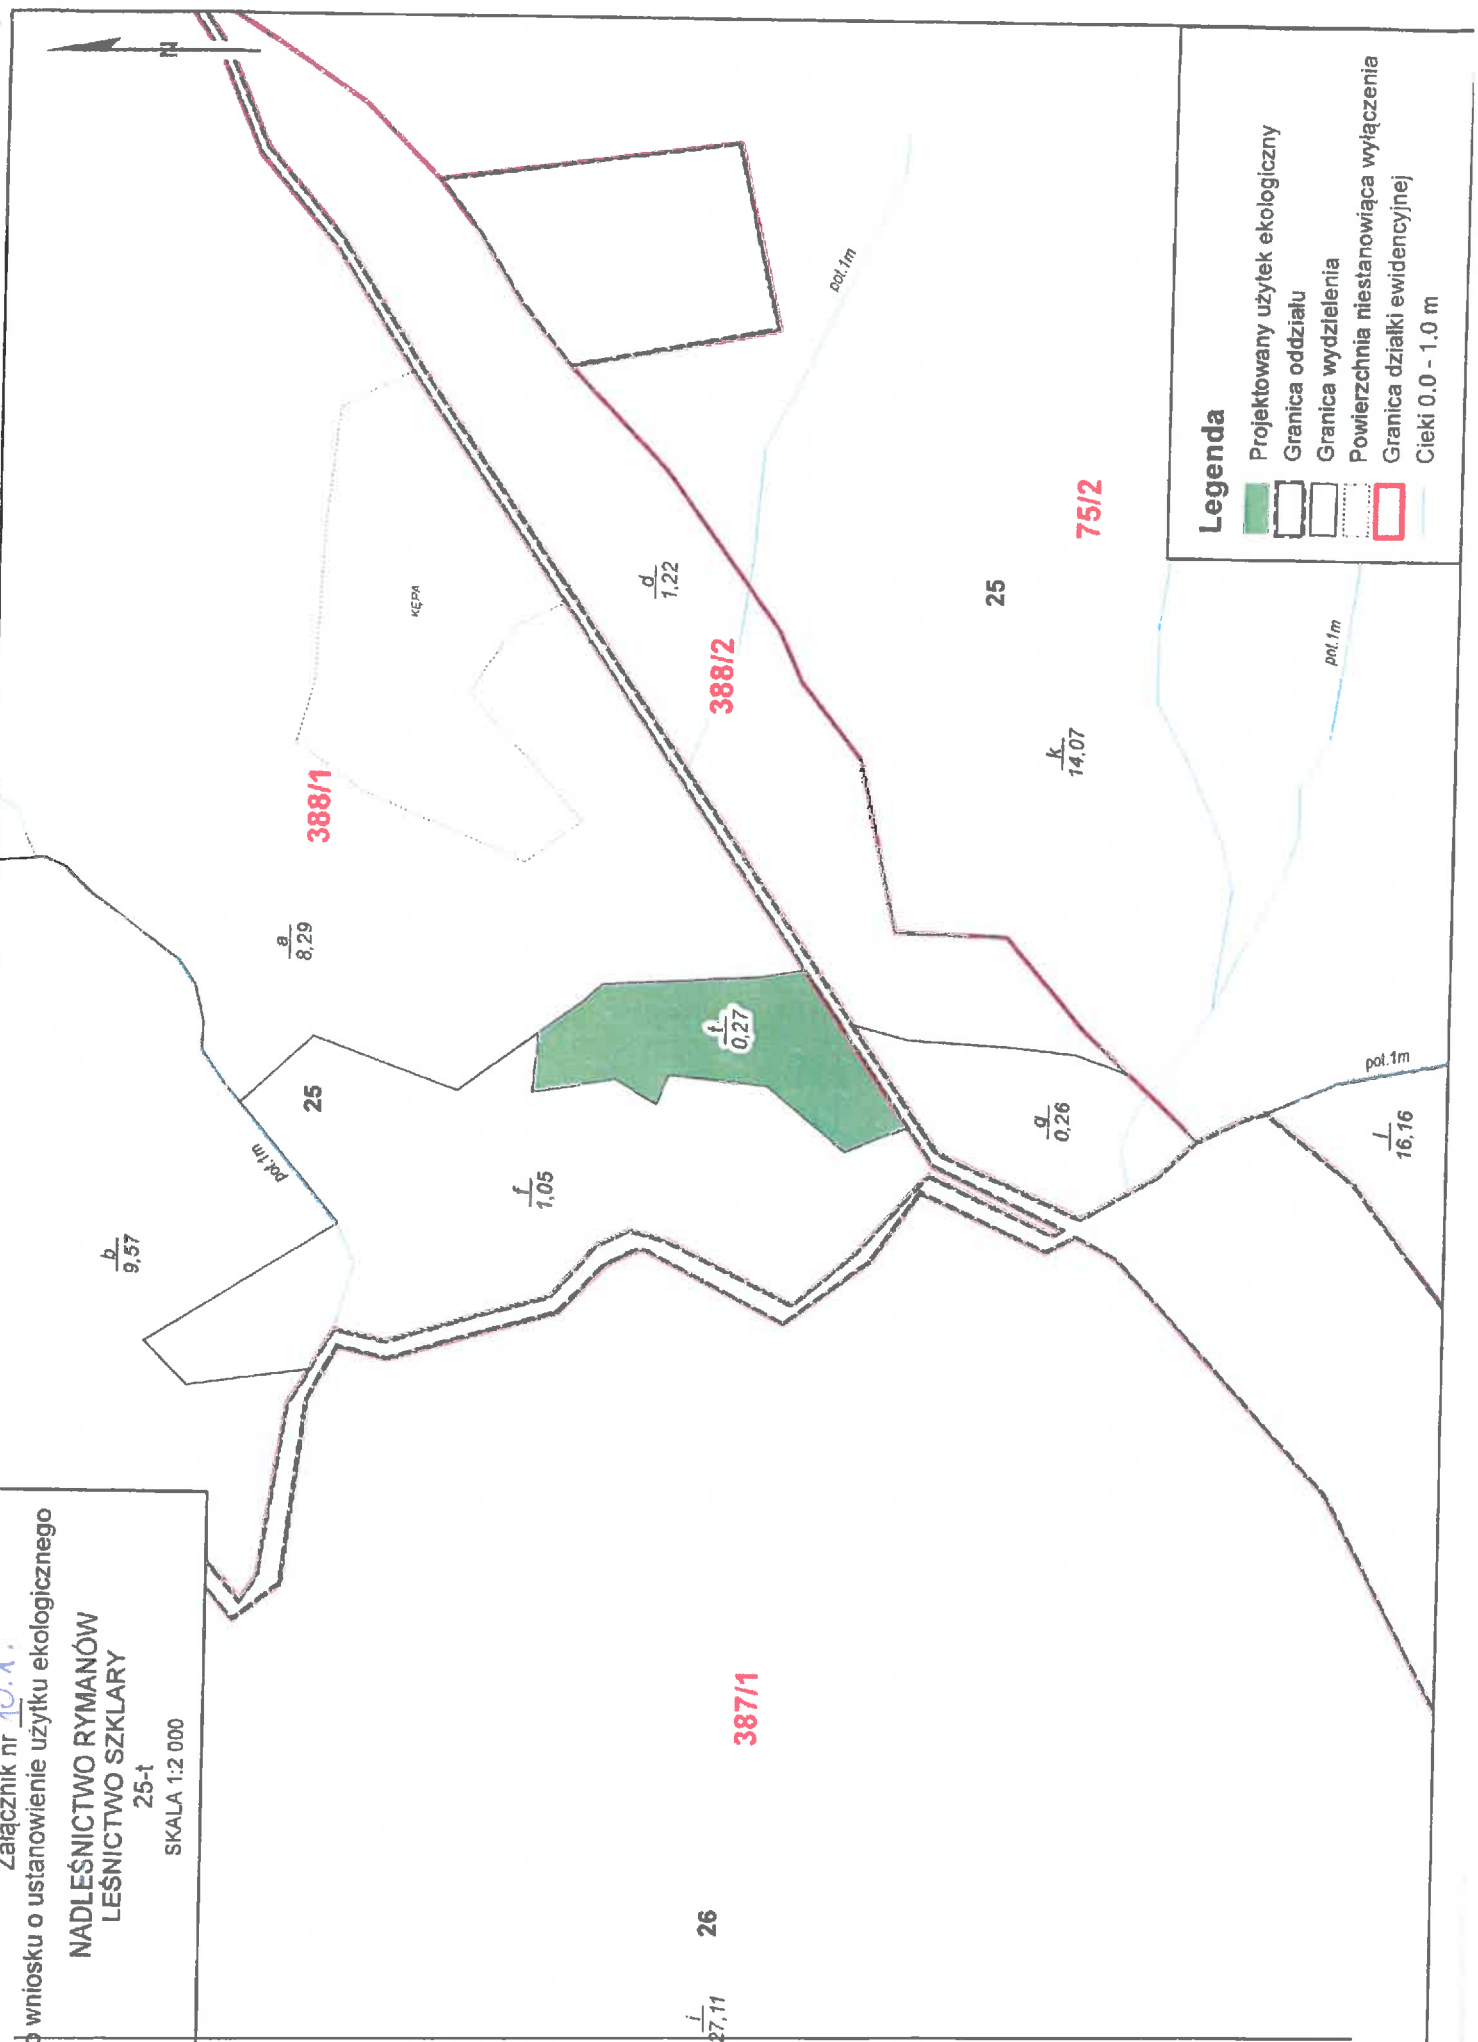 Załącznik nr 10.1.
wniosku o ustanowienie użytku ekologicznego
NADLEŚNICTWO RYMANÓW
LEŚNICTWO SZKLARY
25-t
SKALA 1:2 000
N
b
9,57
pol.1m
25
a
8,29
388/1
KĘPA
f
1,05
t
0,27
d
1,22
388/2
pol.1m
387/1
26
i
27,11
g
0,26
k
14,07
25
75/2
pol.1m
pol.1m
16,16
Legenda
Projektowany użytek ekologiczny
Granica oddziału
Granica wydzielenia
Powierzchnia niestanowiąca wyłączenia
Granica działki ewidencyjnej
Cieki 0.0 - 1.0 m